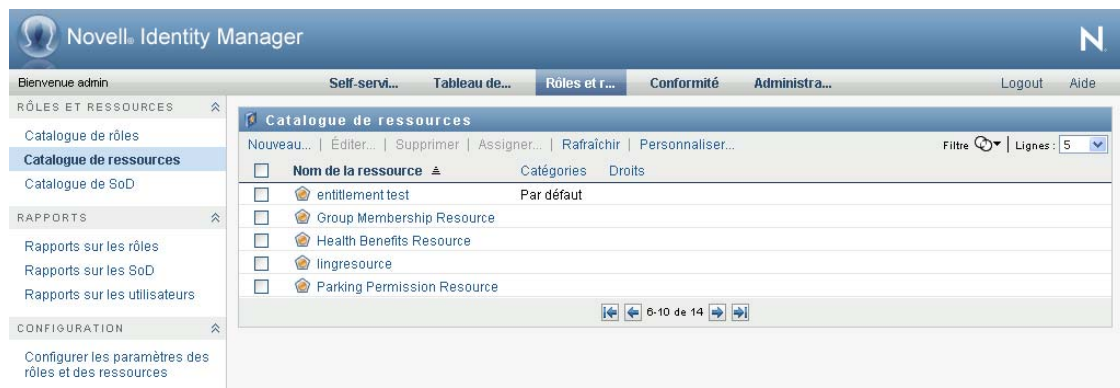 Novell® Identity Manager
N
Bienvenue admin
Self-servi... Tableau de... Rôles et r... Conformité Administra... Logout Aide
RÔLES ET RESSOURCES
Catalogue de rôles
Catalogue de ressources
Catalogue de SoD
RAPPORTS
Rapports sur les rôles
Rapports sur les SoD
Rapports sur les utilisateurs
CONFIGURATION
Configurer les paramètres des
rôles et des ressources
Catalogue de ressources
Nouveau... | Éditer... | Supprimer | Assigner... | Rafraîchir | Personnaliser... Filtre | Lignes : 5
Nom de la ressource Catégories Droits
entitlement test Par défaut
Group Membership Resource
Health Benefits Resource
lingresource
Parking Permission Resource
6-10 de 14